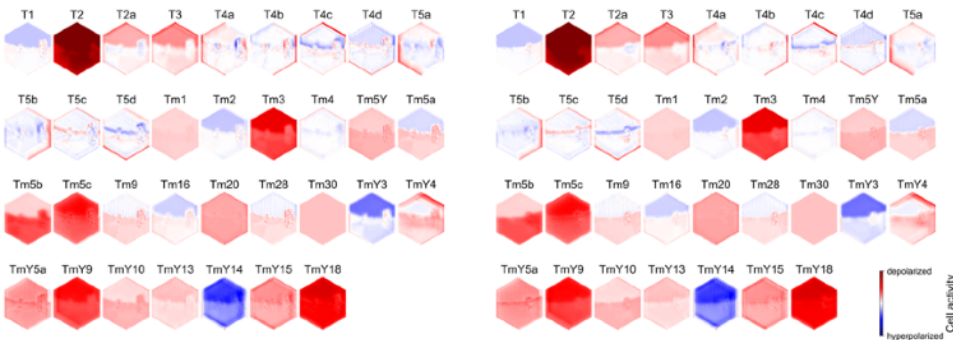 T1 T2 T2a T3 T4a T4b T4c T4d T5a
T5b T5c T5d Tm1 Tm2 Tm3 Tm4 Tm5Y Tm5a
Tm5b Tm5c Tm9 Tm16 Tm20 Tm28 Tm30 TmY3 TmY4
TmY5a TmY9 TmY10 TmY13 TmY14 TmY15 TmY18
T1 T2 T2a T3 T4a T4b T4c T4d T5a
T5b T5c T5d Tm1 Tm2 Tm3 Tm4 Tm5Y Tm5a
Tm5b Tm5c Tm9 Tm16 Tm20 Tm28 Tm30 TmY3 TmY4
TmY5a TmY9 TmY10 TmY13 TmY14 TmY15 TmY18
depolarized
Cell activity
hyperpolarized